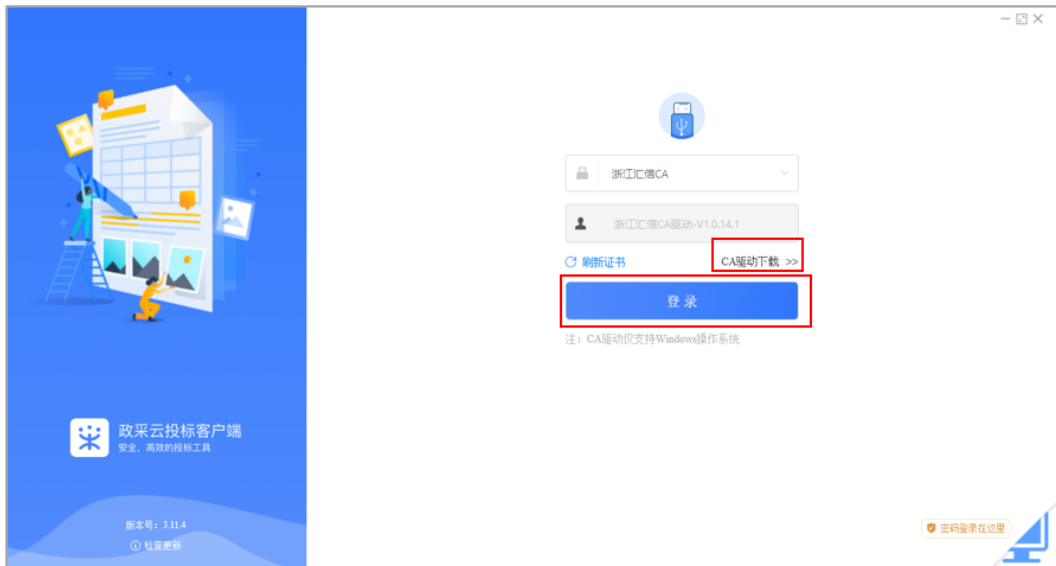 浙江汇信CA
浙江汇信CA驱动-V1.0.14.1
刷新证书
CA驱动下载 >>
登录
注：CA驱动仅支持Windows操作系统
政采云投标客户端
安全，高效的投标工具
版本号：3.11.4
检查更新
密码登录在这里